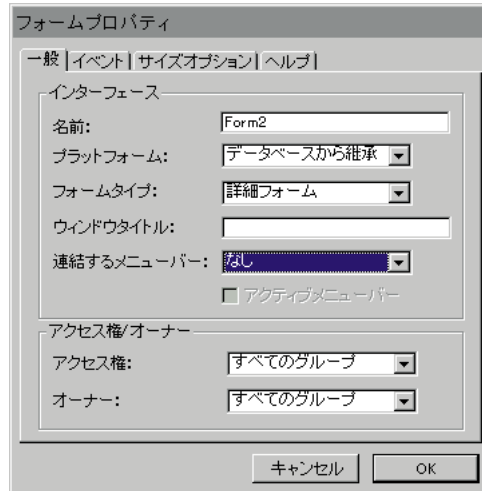 フォームプロパティ
一般 イベント サイズオプション ヘルプ
インターフェース
名前: Form2
プラットフォーム: データベースから継承
フォームタイプ: 詳細フォーム
ウィンドウタイトル:
連結するメニューバー: なし
アクティブメニューバー
アクセス権/オーナー
アクセス権: すべてのグループ
オーナー: すべてのグループ
キャンセル OK